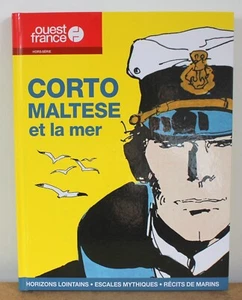 ouest
france
HORS-SÉRIE
CORTO
MALTESE
et la mer
HORIZONS LOINTAINS • ESCALES MYTHIQUES • RÉCITS DE MARINS